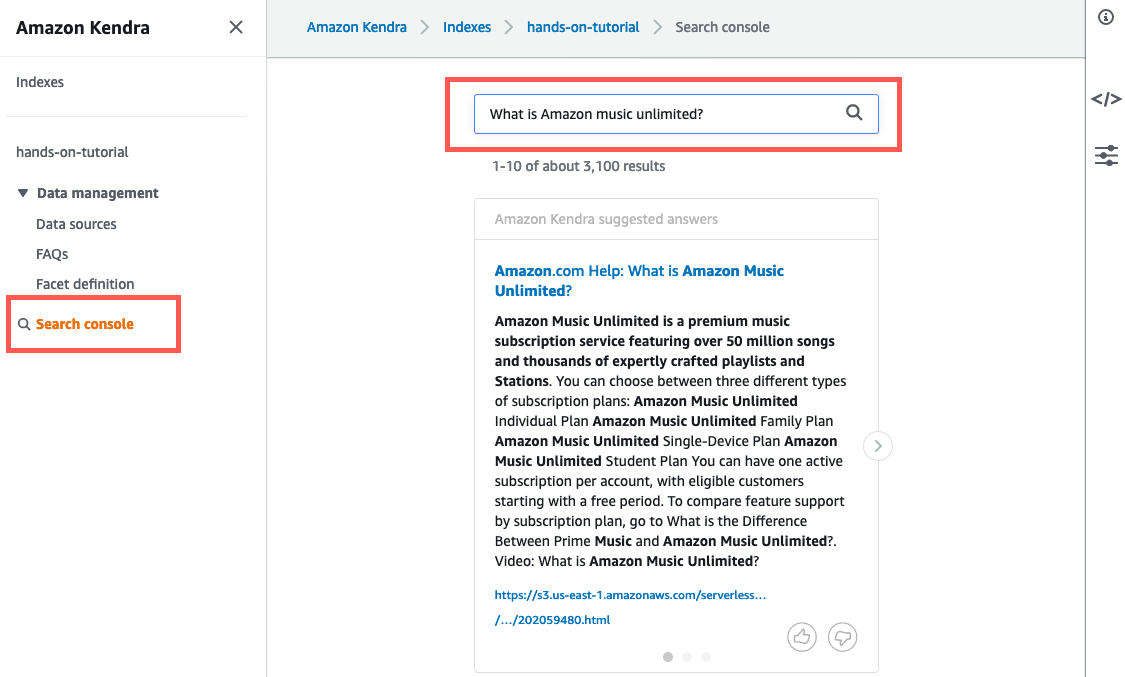 Amazon Kendra
Indexes
hands-on-tutorial
Data management
Data sources
FAQs
Facet definition
Search console
Amazon Kendra > Indexes > hands-on-tutorial > Search console
What is Amazon music unlimited?
1-10 of about 3,100 results
Amazon Kendra suggested answers
Amazon.com Help: What is Amazon Music
Unlimited?
Amazon Music Unlimited is a premium music
subscription service featuring over 50 million songs
and thousands of expertly crafted playlists and
Stations. You can choose between three different types
of subscription plans: Amazon Music Unlimited
Individual Plan Amazon Music Unlimited Family Plan
Amazon Music Unlimited Single-Device Plan Amazon
Music Unlimited Student Plan You can have one active
subscription per account, with eligible customers
starting with a free period. To compare feature support
by subscription plan, go to What is the Difference
Between Prime Music and Amazon Music Unlimited?.
Video: What is Amazon Music Unlimited?
https://s3.us-east-1.amazonaws.com/serverless...
/.../202059480.html